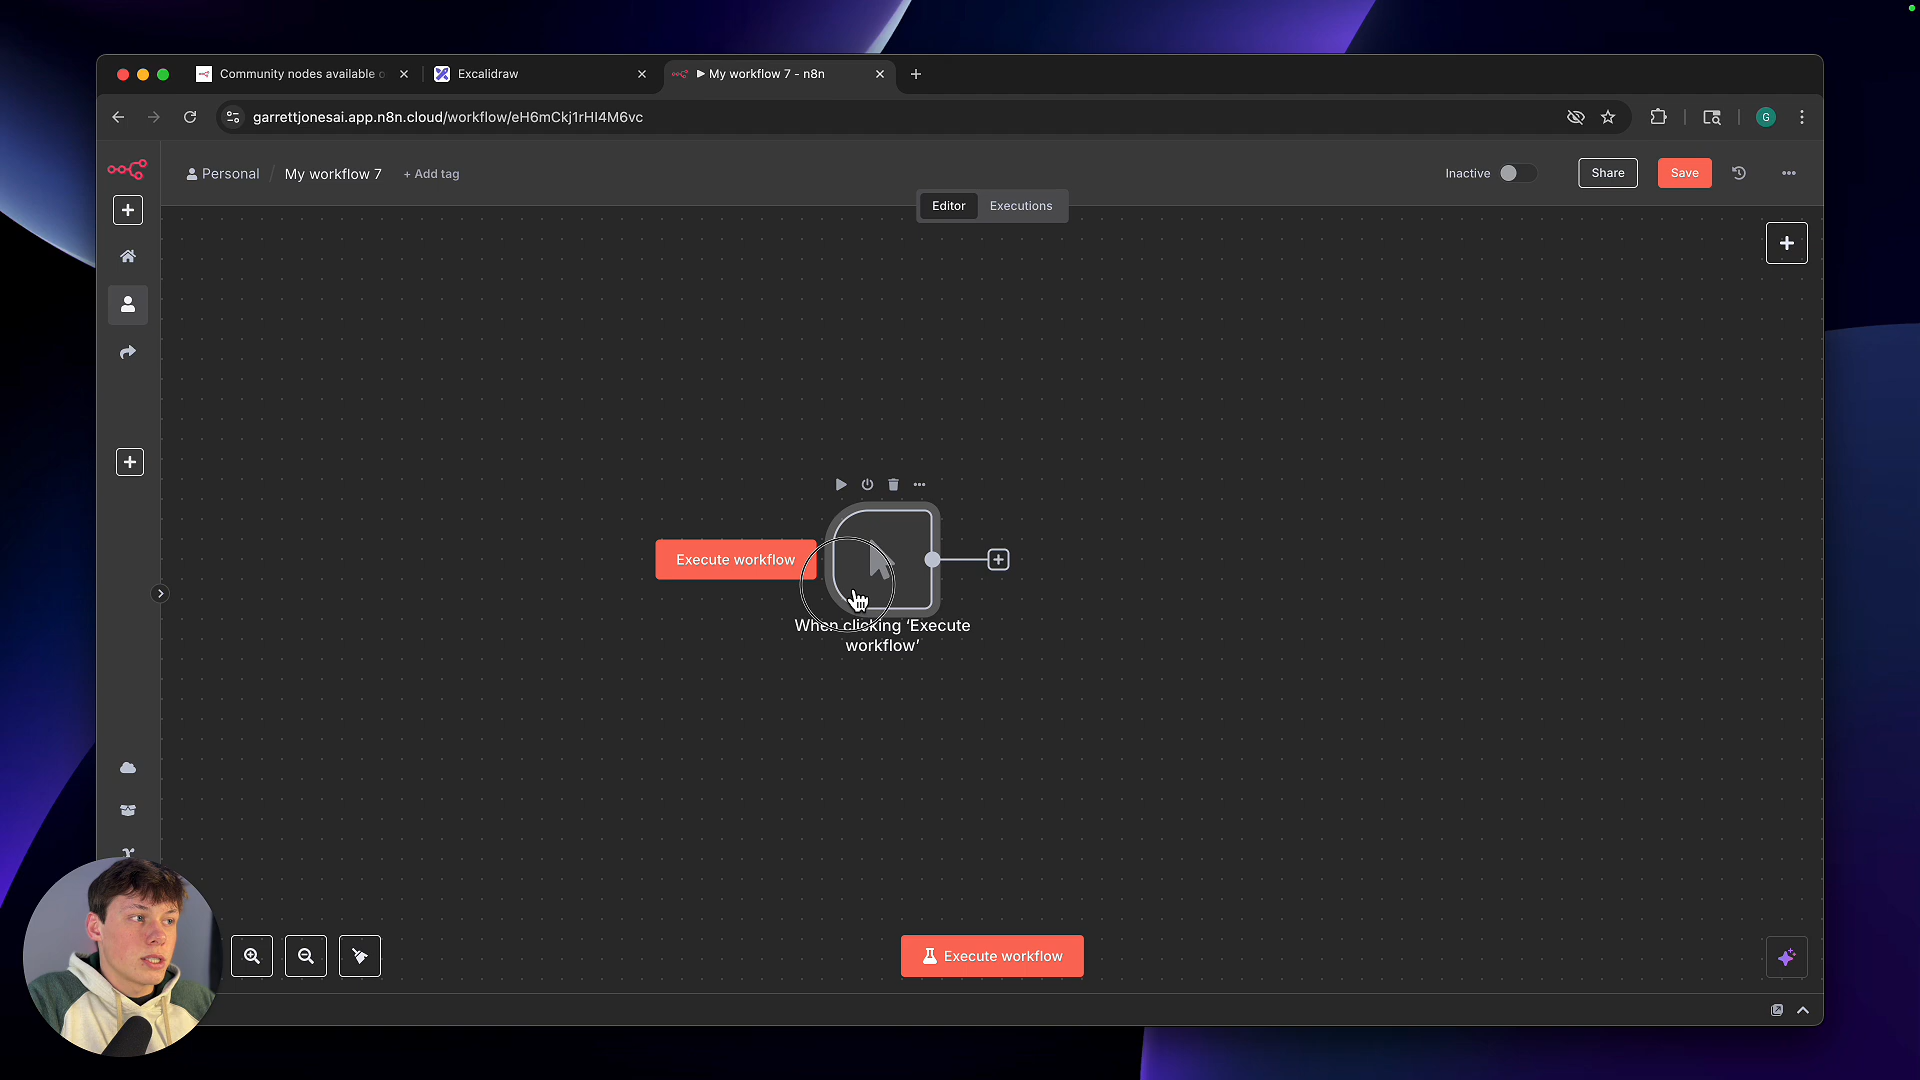 Community nodes available o
Excalidraw
My workflow 7 - n8n
garrettjonesai.app.n8n.cloud/workflow/eH6mCkj1rHI4M6vc
G
Personal / My workflow 7 + Add tag
Inactive
Share
Save
Editor
Executions
Execute workflow
When clicking ‘Execute
workflow’
Execute workflow